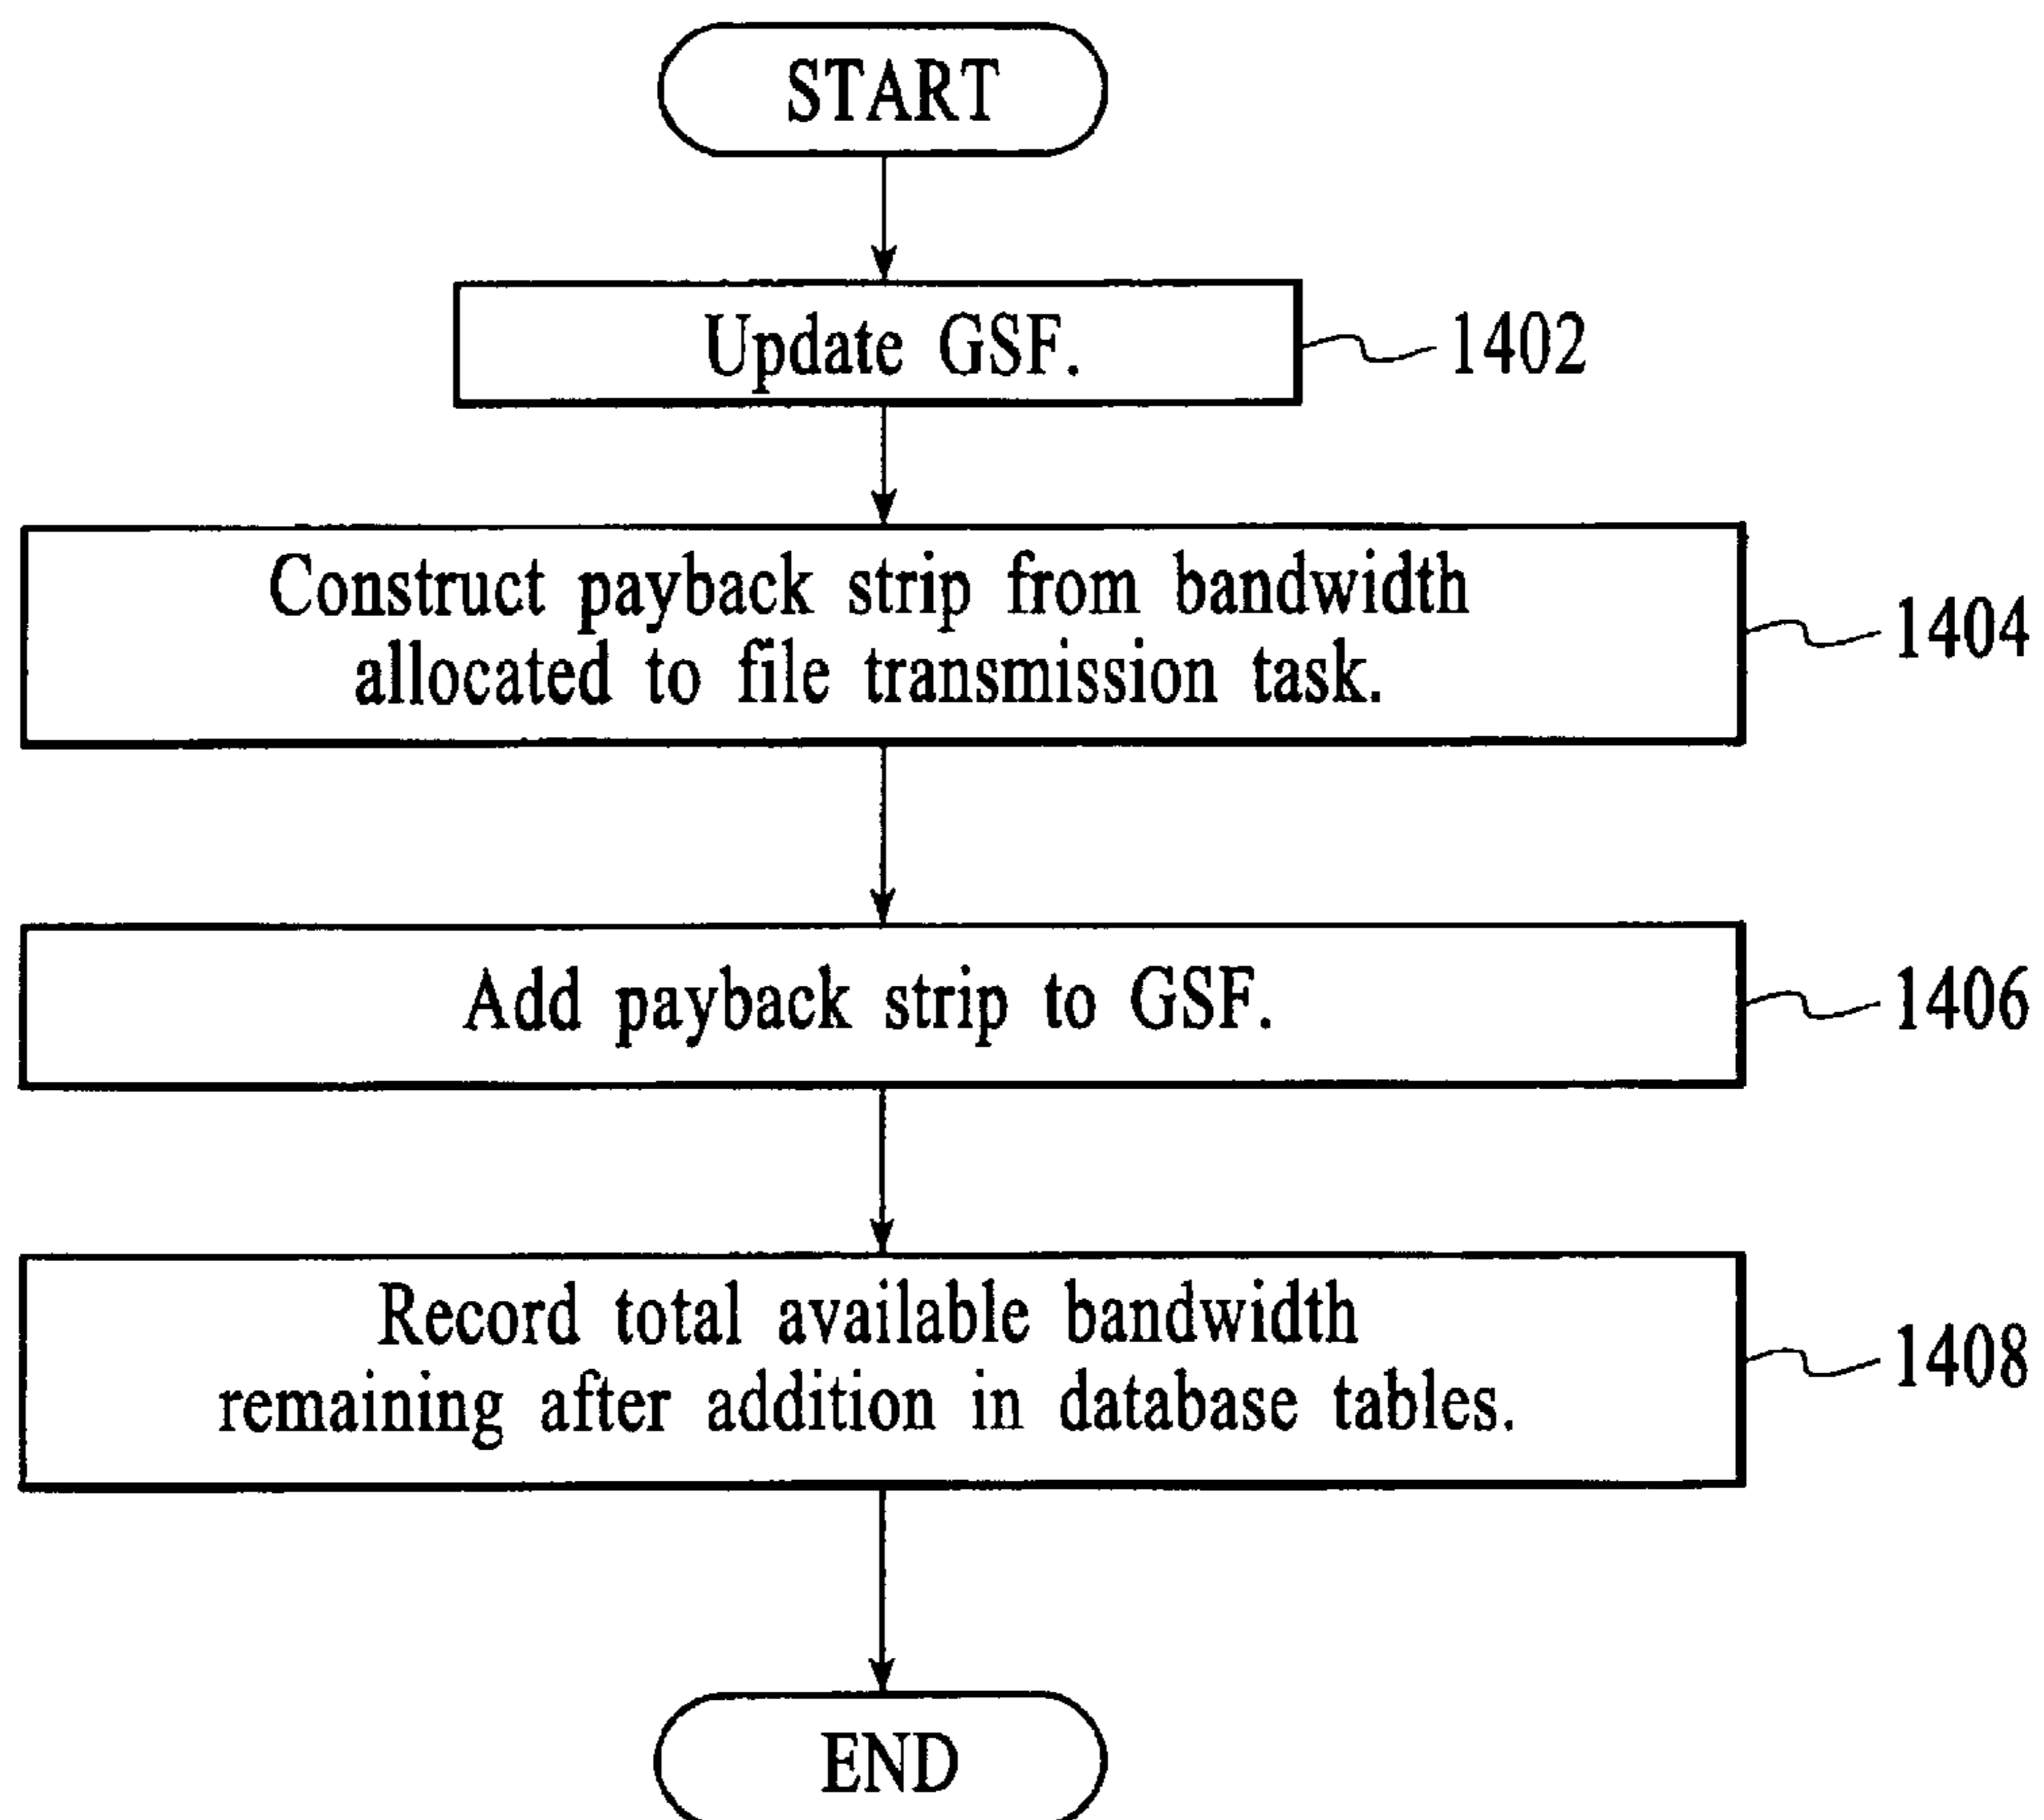 START
Update GSF.
1402
Construct payback strip from bandwidth
allocated to file transmission task.
1404
Add payback strip to GSF.
1406
Record total available bandwidth
remaining after addition in database tables.
1408
END